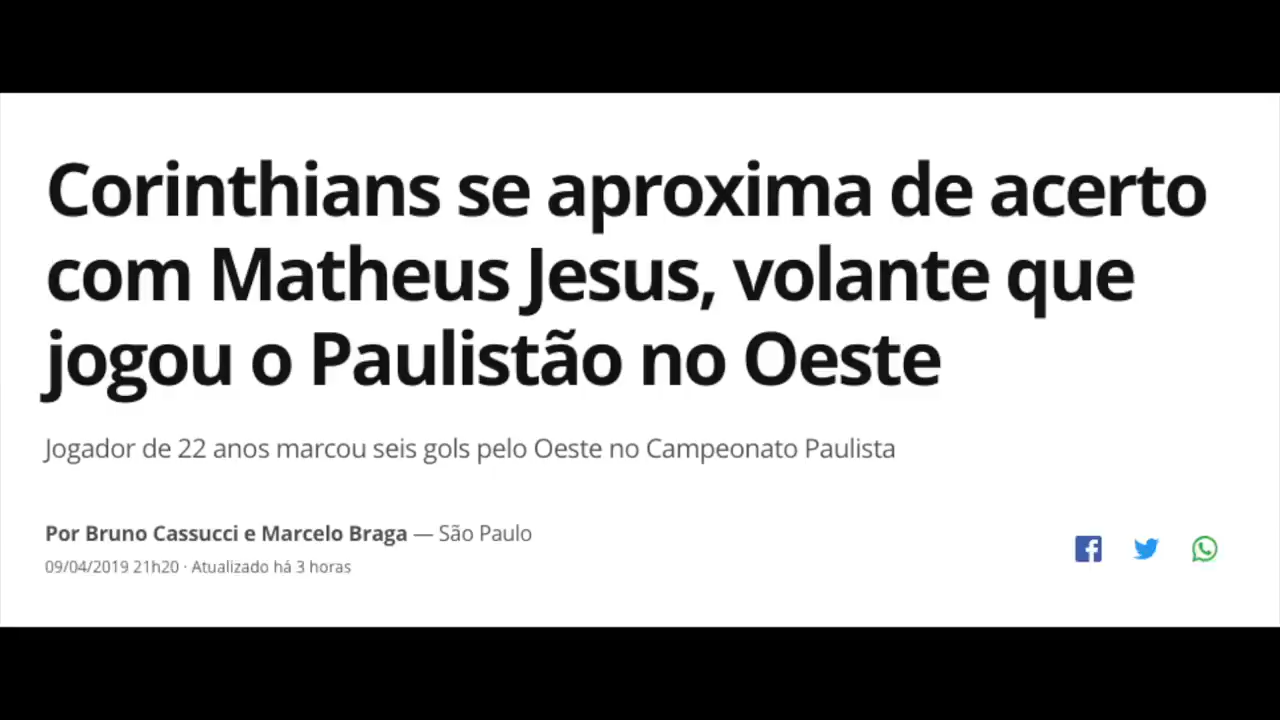 Corinthians se aproxima de acerto
com Matheus Jesus, volante que
jogou o Paulistão no Oeste
Jogador de 22 anos marcou seis gols pelo Oeste no Campeonato Paulista
Por Bruno Cassucci e Marcelo Braga — São Paulo
09/04/2019 21h20 · Atualizado há 3 horas